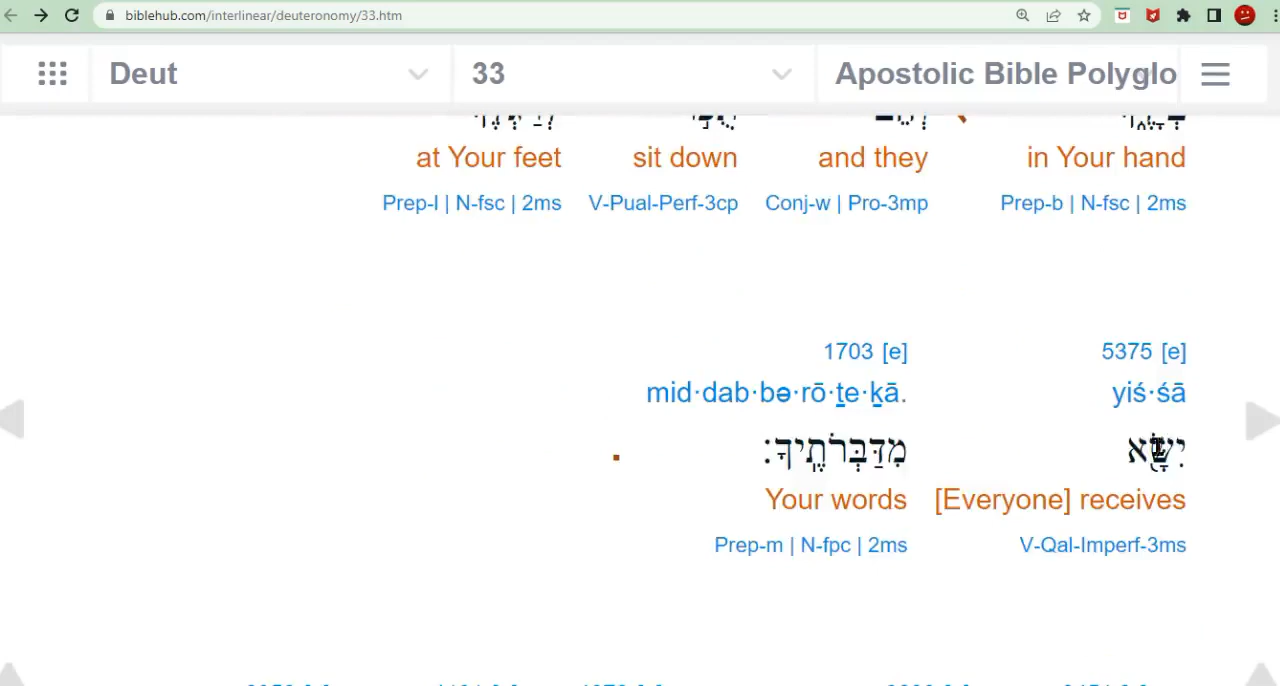 biblehub.com/interlinear/deuteronomy/33.htm
Deut 33 Apostolic Bible Polyglo
at Your feet sit down and they in Your hand
Prep-l | N-fsc | 2ms V-Pual-Perf-3cp Conj-w | Pro-3mp Prep-b | N-fsc | 2ms
1703 [e] 5375 [e]
mid·dab·bə·rō·ṯe·ḵā. yiś·śā
יִשָּׂ֖א מִדַּבְּרֹתֶֽיךָ׃
Your words [Everyone] receives
Prep-m | N-fpc | 2ms V-Qal-Imperf-3ms